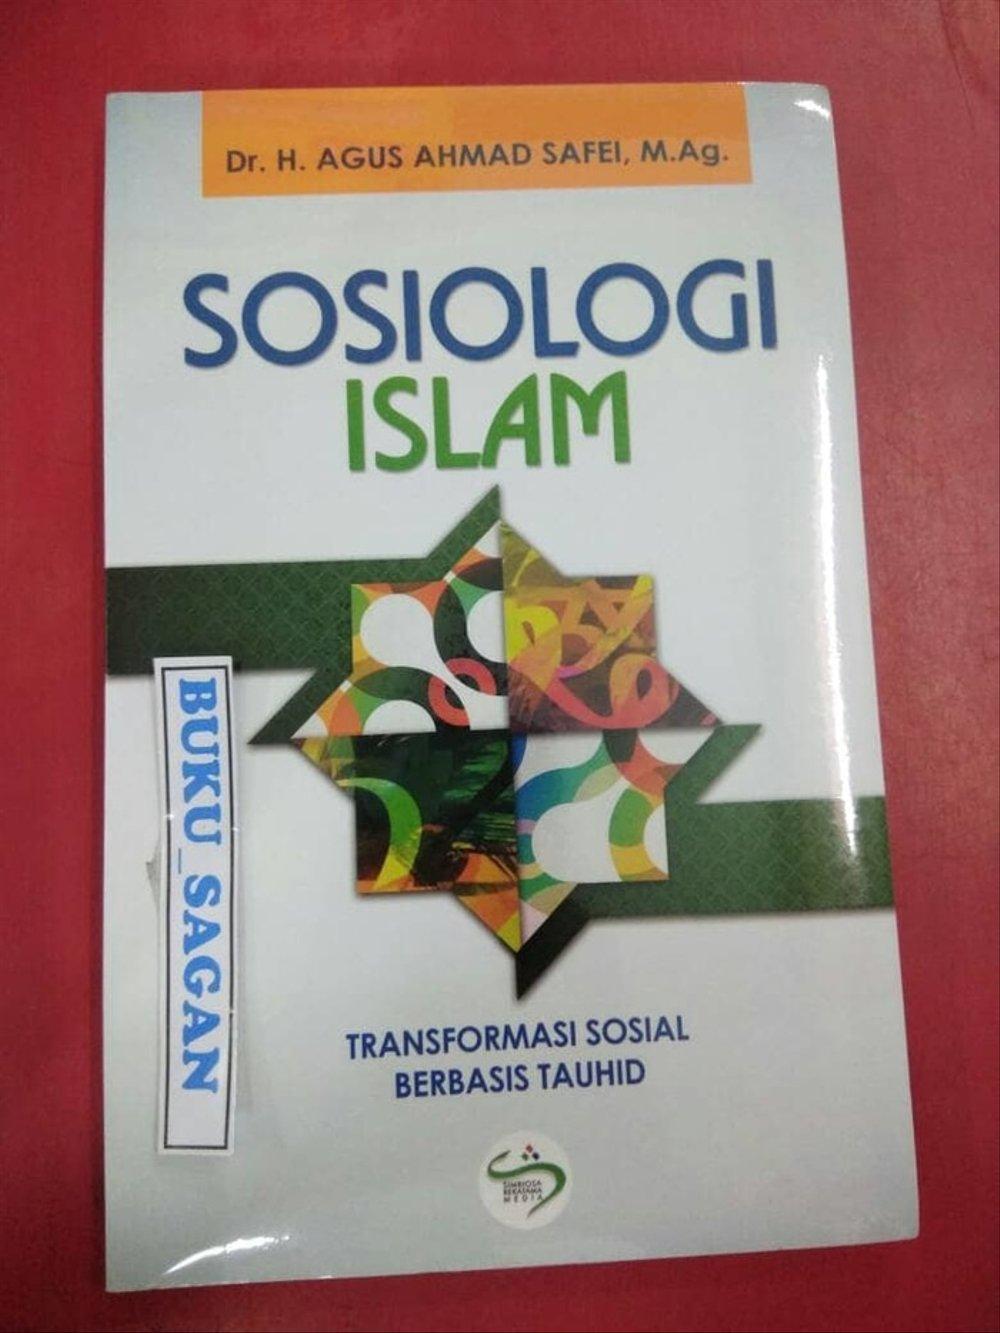 Dr. H. AGUS AHMAD SAFEI, M.Ag.
SOSIOLOGI
ISLAM
BUKU_SAGAN
TRANSFORMASI SOSIAL
BERBASIS TAUHID
SIMBIOSA
REKATAMA
MEDIA